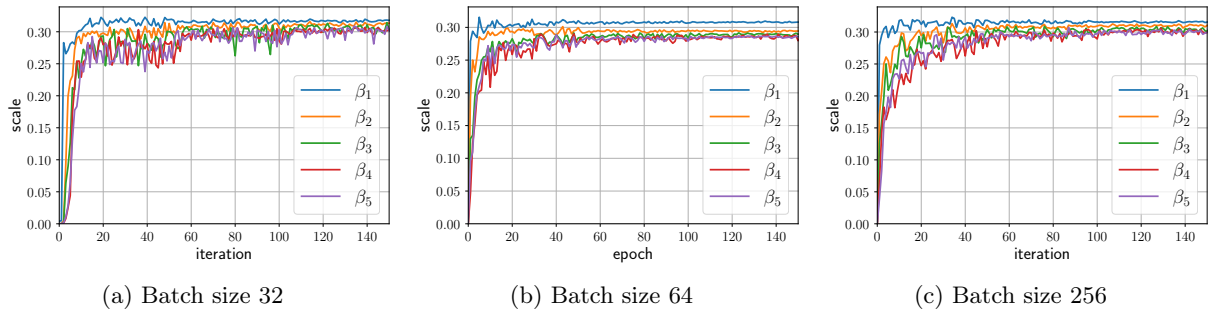 0.30
0.25
0.20
0.15
0.10
0.05
0.00
scale
0 20 40 60 80 100 120 140
iteration
β1
β2
β3
β4
β5
(a) Batch size 32
0.30
0.25
0.20
0.15
0.10
0.05
0.00
scale
0 20 40 60 80 100 120 140
epoch
β1
β2
β3
β4
β5
(b) Batch size 64
0.30
0.25
0.20
0.15
0.10
0.05
0.00
scale
0 20 40 60 80 100 120 140
iteration
β1
β2
β3
β4
β5
(c) Batch size 256